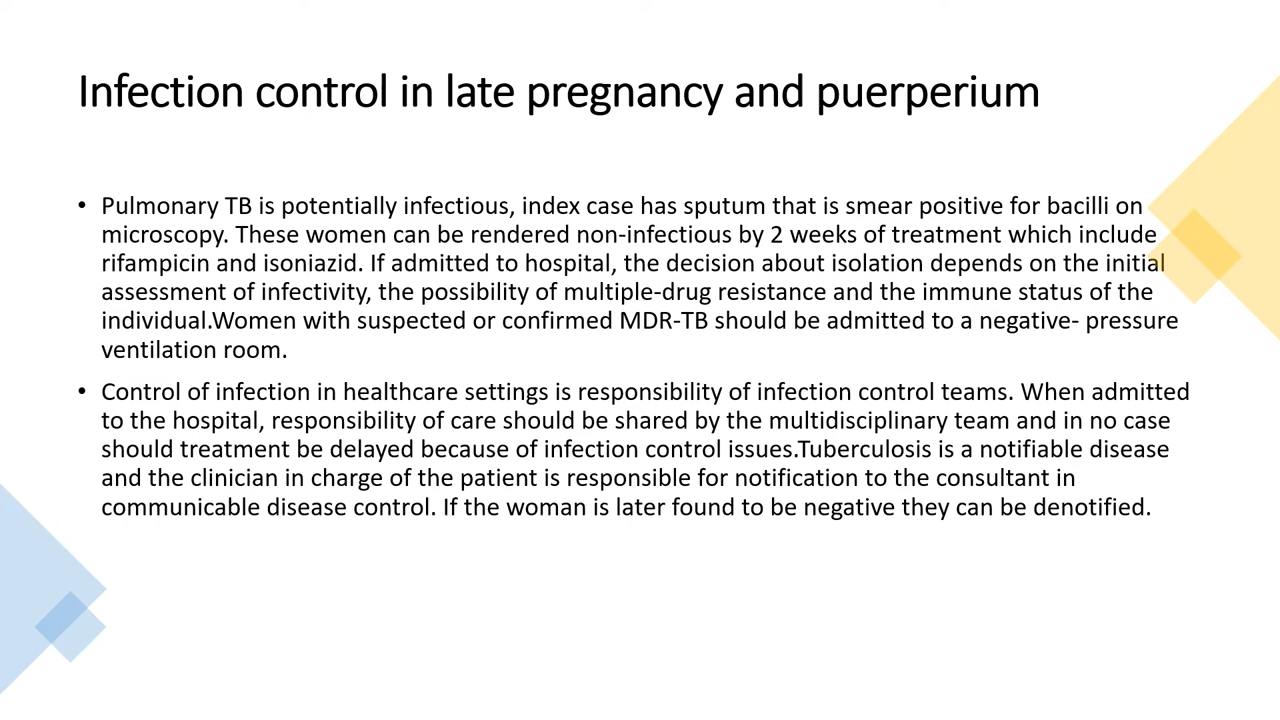 Infection control in late pregnancy and puerperium
• Pulmonary TB is potentially infectious, index case has sputum that is smear positive for bacilli on
microscopy. These women can be rendered non-infectious by 2 weeks of treatment which include
rifampicin and isoniazid. If admitted to hospital, the decision about isolation depends on the initial
assessment of infectivity, the possibility of multiple-drug resistance and the immune status of the
individual.Women with suspected or confirmed MDR-TB should be admitted to a negative- pressure
ventilation room.
• Control of infection in healthcare settings is responsibility of infection control teams. When admitted
to the hospital, responsibility of care should be shared by the multidisciplinary team and in no case
should treatment be delayed because of infection control issues.Tuberculosis is a notifiable disease
and the clinician in charge of the patient is responsible for notification to the consultant in
communicable disease control. If the woman is later found to be negative they can be denotified.